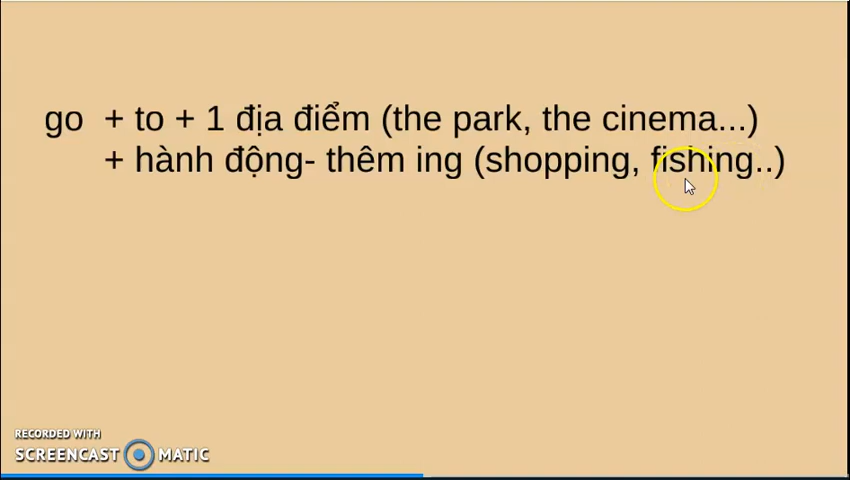 go + to + 1 địa điểm (the park, the cinema...)
+ hành động- thêm ing (shopping, fishing..)
RECORDED WITH
SCREENCAST MATIC